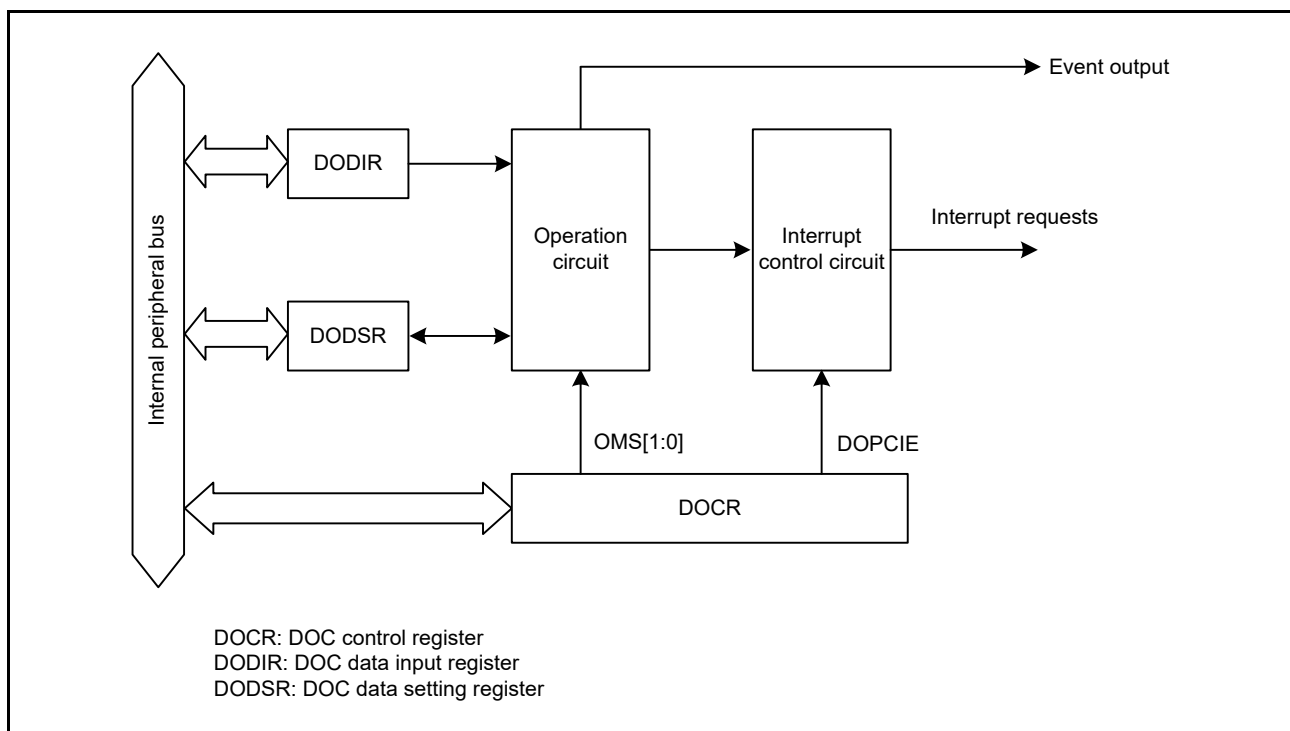 Event output
DODIR
Operation
circuit
Interrupt
control circuit
Interrupt requests
Internal peripheral bus
DODSR
OMS[1:0]
DOPCIE
DOCR
DOCR: DOC control register
DODIR: DOC data input register
DODSR: DOC data setting register